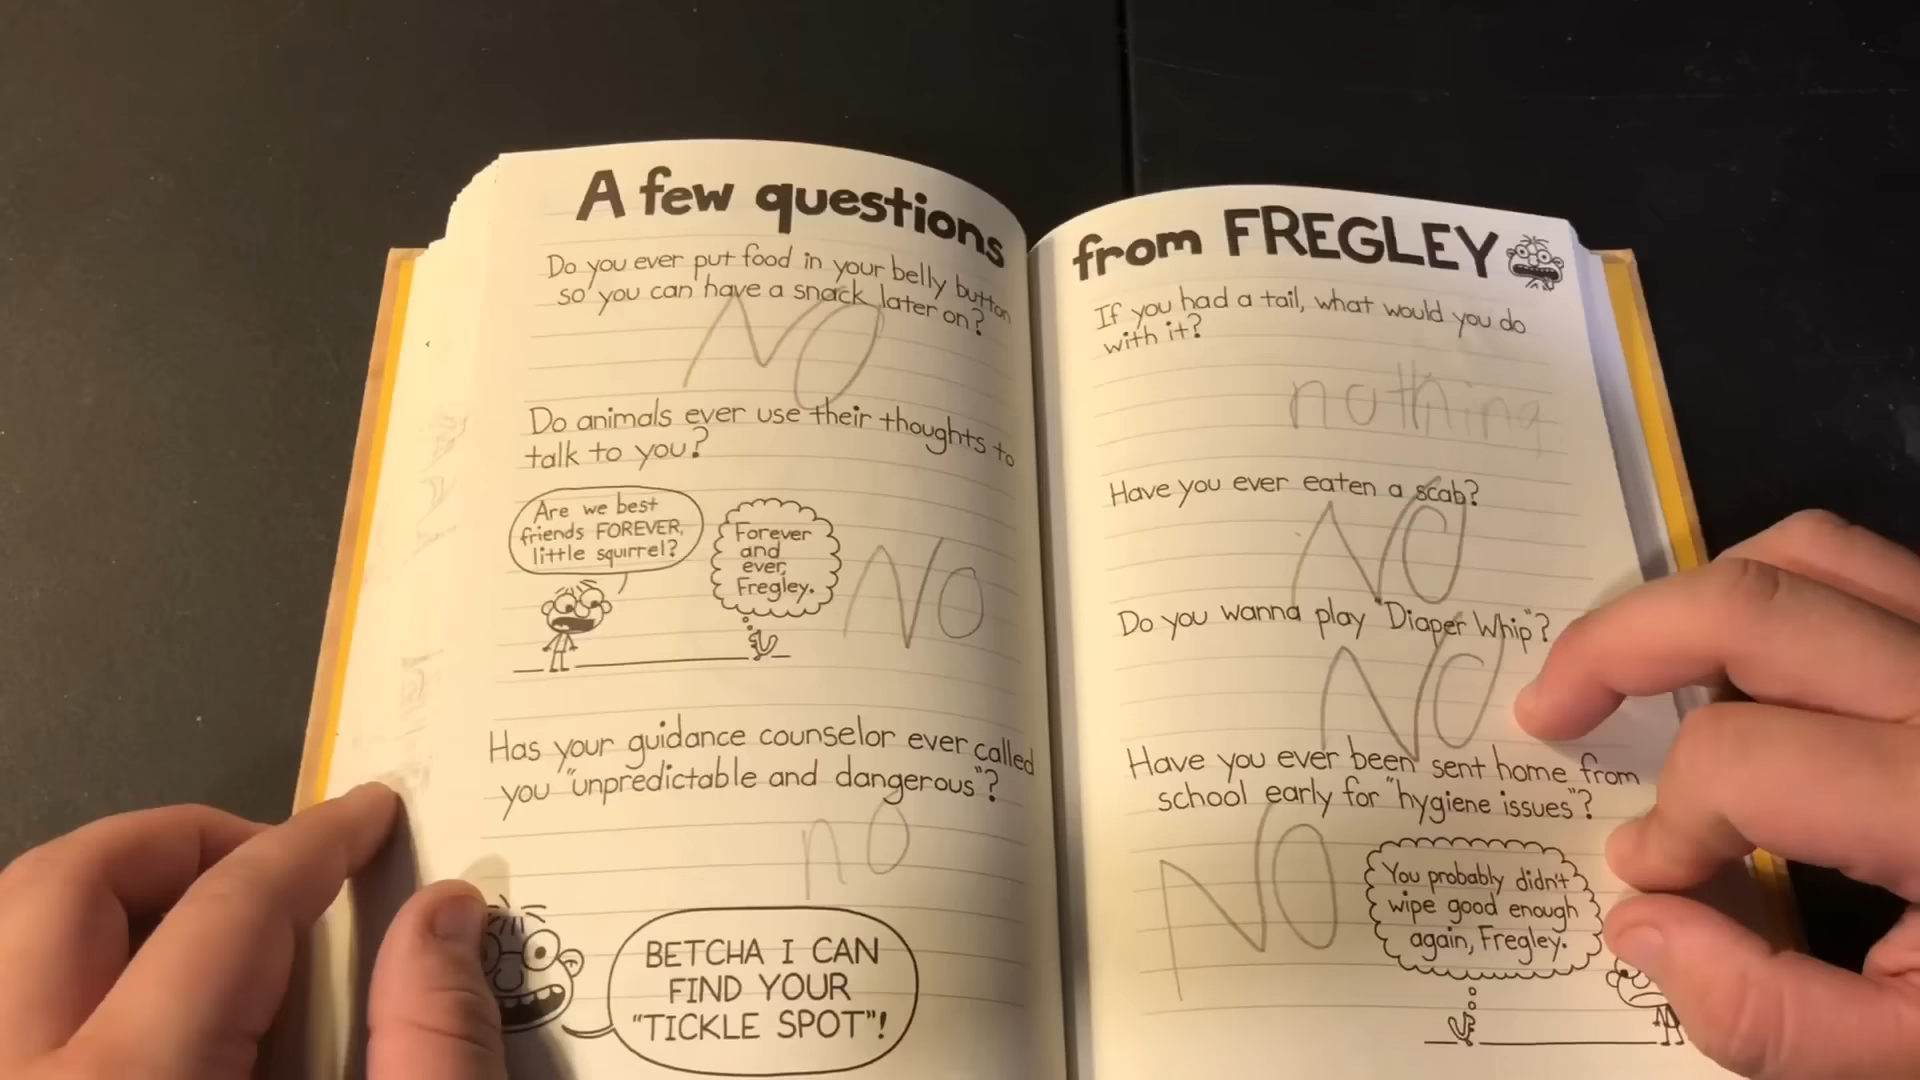 A few questions
Do you ever put food in your belly button
so you can have a snack later on?
NO
Do animals ever use their thoughts to
talk to you?
Are we best
friends FOREVER,
little squirrel?
Forever
and
ever,
Fregley.
NO
Has your guidance counselor ever called
you "unpredictable and dangerous"?
no
BETCHA I CAN
FIND YOUR
"TICKLE SPOT"!
from FREGLEY
If you had a tail, what would you do
with it?
nothing
Have you ever eaten a scab?
NO
Do you wanna play "Diaper Whip"?
NO
Have you ever been sent home from
school early for "hygiene issues"?
NO
You probably didn't
wipe good enough
again, Fregley.